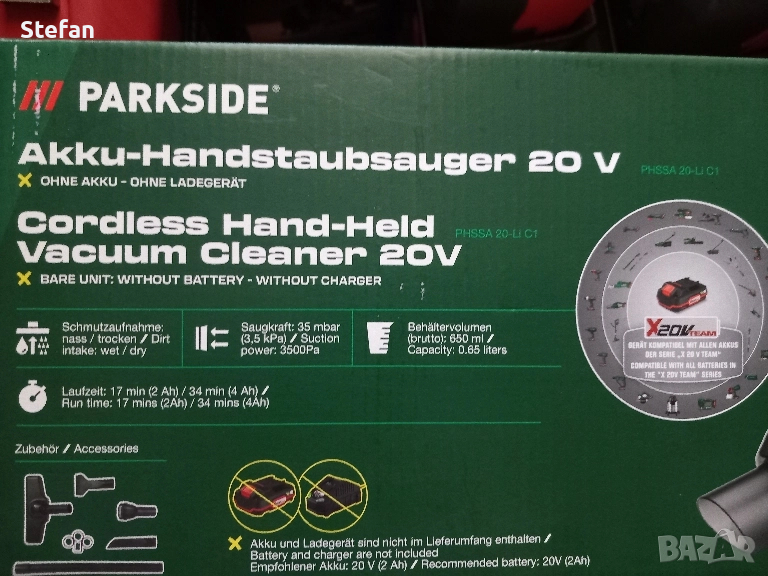 Stefan
PARKSIDE®
Akku-Handstaubsauger 20 V PHSSA 20-Li C1
X OHNE AKKU - OHNE LADEGERÄT
Cordless Hand-Held PHSSA 20-Li C1
Vacuum Cleaner 20V
X BARE UNIT: WITHOUT BATTERY - WITHOUT CHARGER
Schmutzaufnahme:
nass / trocken / Dirt
intake: wet / dry
Saugkraft: 35 mbar
(3,5 kPa) / Suction
power: 3500Pa
Behältervolumen
(brutto): 650 ml /
Capacity: 0.65 liters
X20V TEAM
GERÄT KOMPATIBEL MIT ALLEN AKKUS
DER SERIE „X 20 V TEAM"
COMPATIBLE WITH ALL BATTERIES IN
THE "X 20V TEAM" SERIES
Laufzeit: 17 min (2 Ah) / 34 min (4 Ah) /
Run time: 17 mins (2Ah) / 34 mins (4Ah)
Zubehör / Accessories
X Akku und Ladegerät sind nicht im Lieferumfang enthalten /
Battery and charger are not included
Empfohlener Akku: 20 V (2 Ah) / Recommended battery: 20V (2Ah)
BAZAR